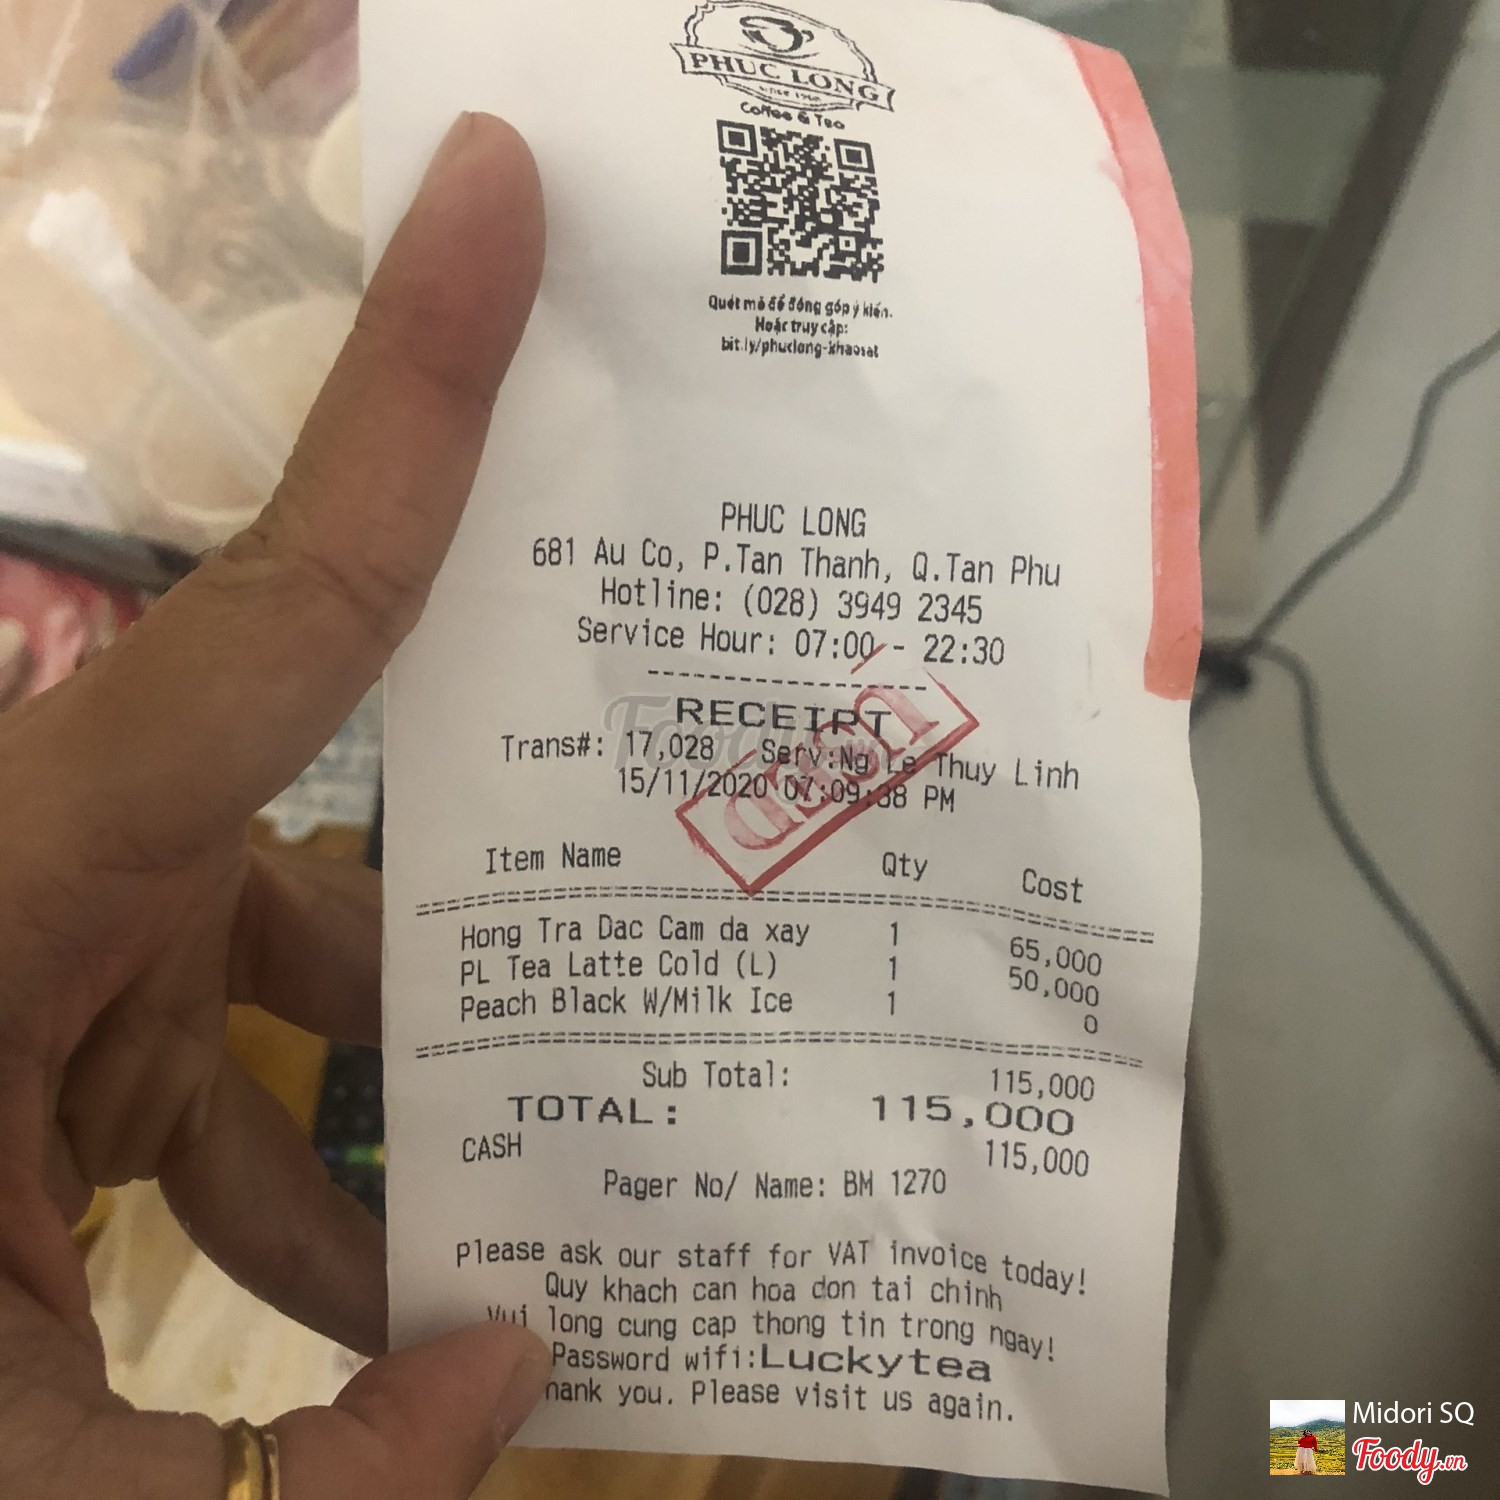 PHUC LONG
SINCE 1968
Coffee & Tea
Quét mã để đóng góp ý kiến.
Hoặc truy cập:
bit.ly/phuclong-khaosat
PHUC LONG
681 Au Co, P.Tan Thanh, Q.Tan Phu
Hotline: (028) 3949 2345
Service Hour: 07:00 - 22:30
RECEIPT
Trans#: 17,028 Serv:Ng Le Thuy Linh
15/11/2020 07:09:38 PM
USED
Item Name Qty Cost
Hong Tra Dac Cam da xay 1 65,000
PL Tea Latte Cold (L) 1 50,000
Peach Black W/Milk Ice 1 0
Sub Total: 115,000
TOTAL: 115,000
CASH 115,000
Pager No/ Name: BM 1270
Please ask our staff for VAT invoice today!
Quy khach can hoa don tai chinh
Vui long cung cap thong tin trong ngay!
Password wifi:Luckytea
hank you. Please visit us again.
Midori SQ
Foody.vn